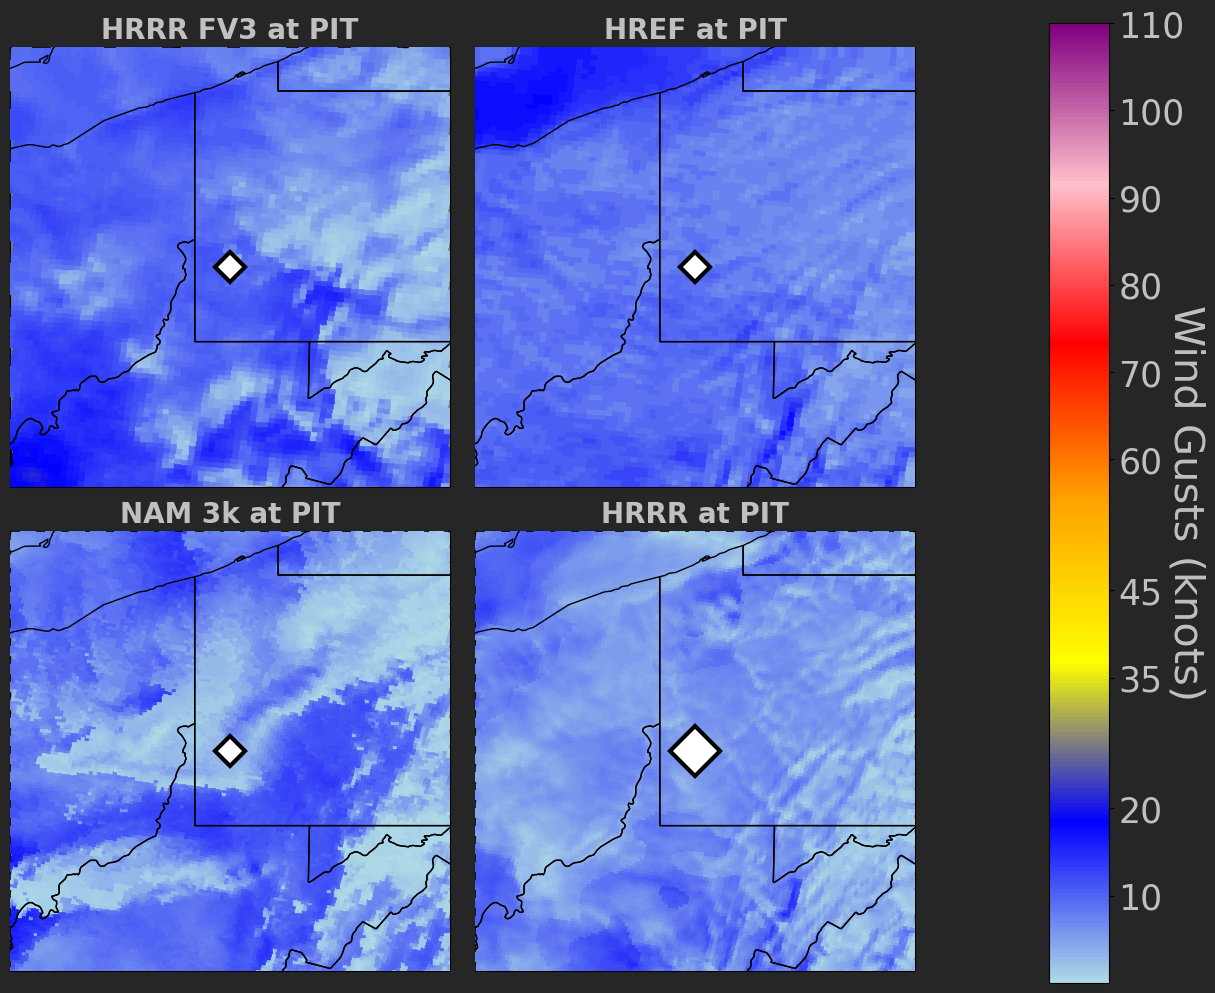 HRRR FV3 at PIT
HREF at PIT
NAM 3k at PIT
HRRR at PIT
110
100
90
80
70
60
45
35
20
10
Wind Gusts (knots)